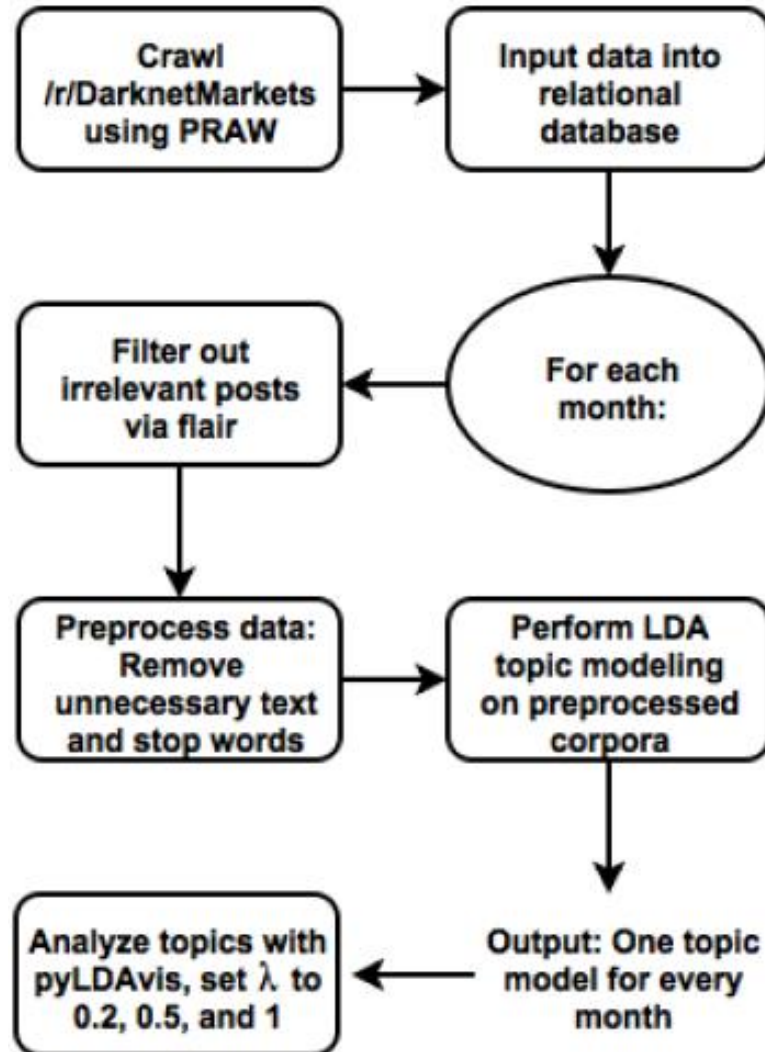 Crawl
/r/DarknetMarkets
using PRAW
Input data into
relational
database
For each
month:
Filter out
irrelevant posts
via flair
Preprocess data:
Remove
unnecessary text
and stop words
Perform LDA
topic modeling
on preprocessed
corpora
Output: One topic
model for every
month
Analyze topics with
pyLDAvis, set λ to
0.2, 0.5, and 1